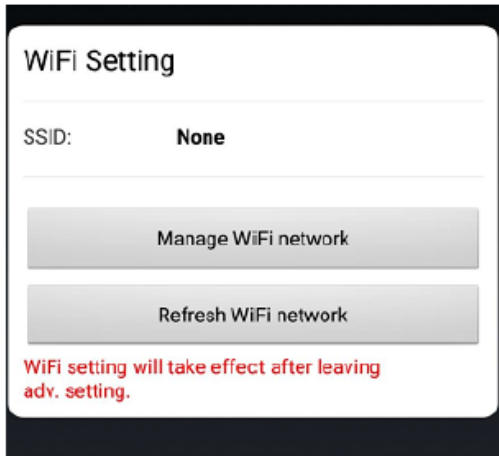 WiFi Setting
SSID: None
Manage WiFi network
Refresh WiFi network
WiFi setting will take effect after leaving
adv. setting.